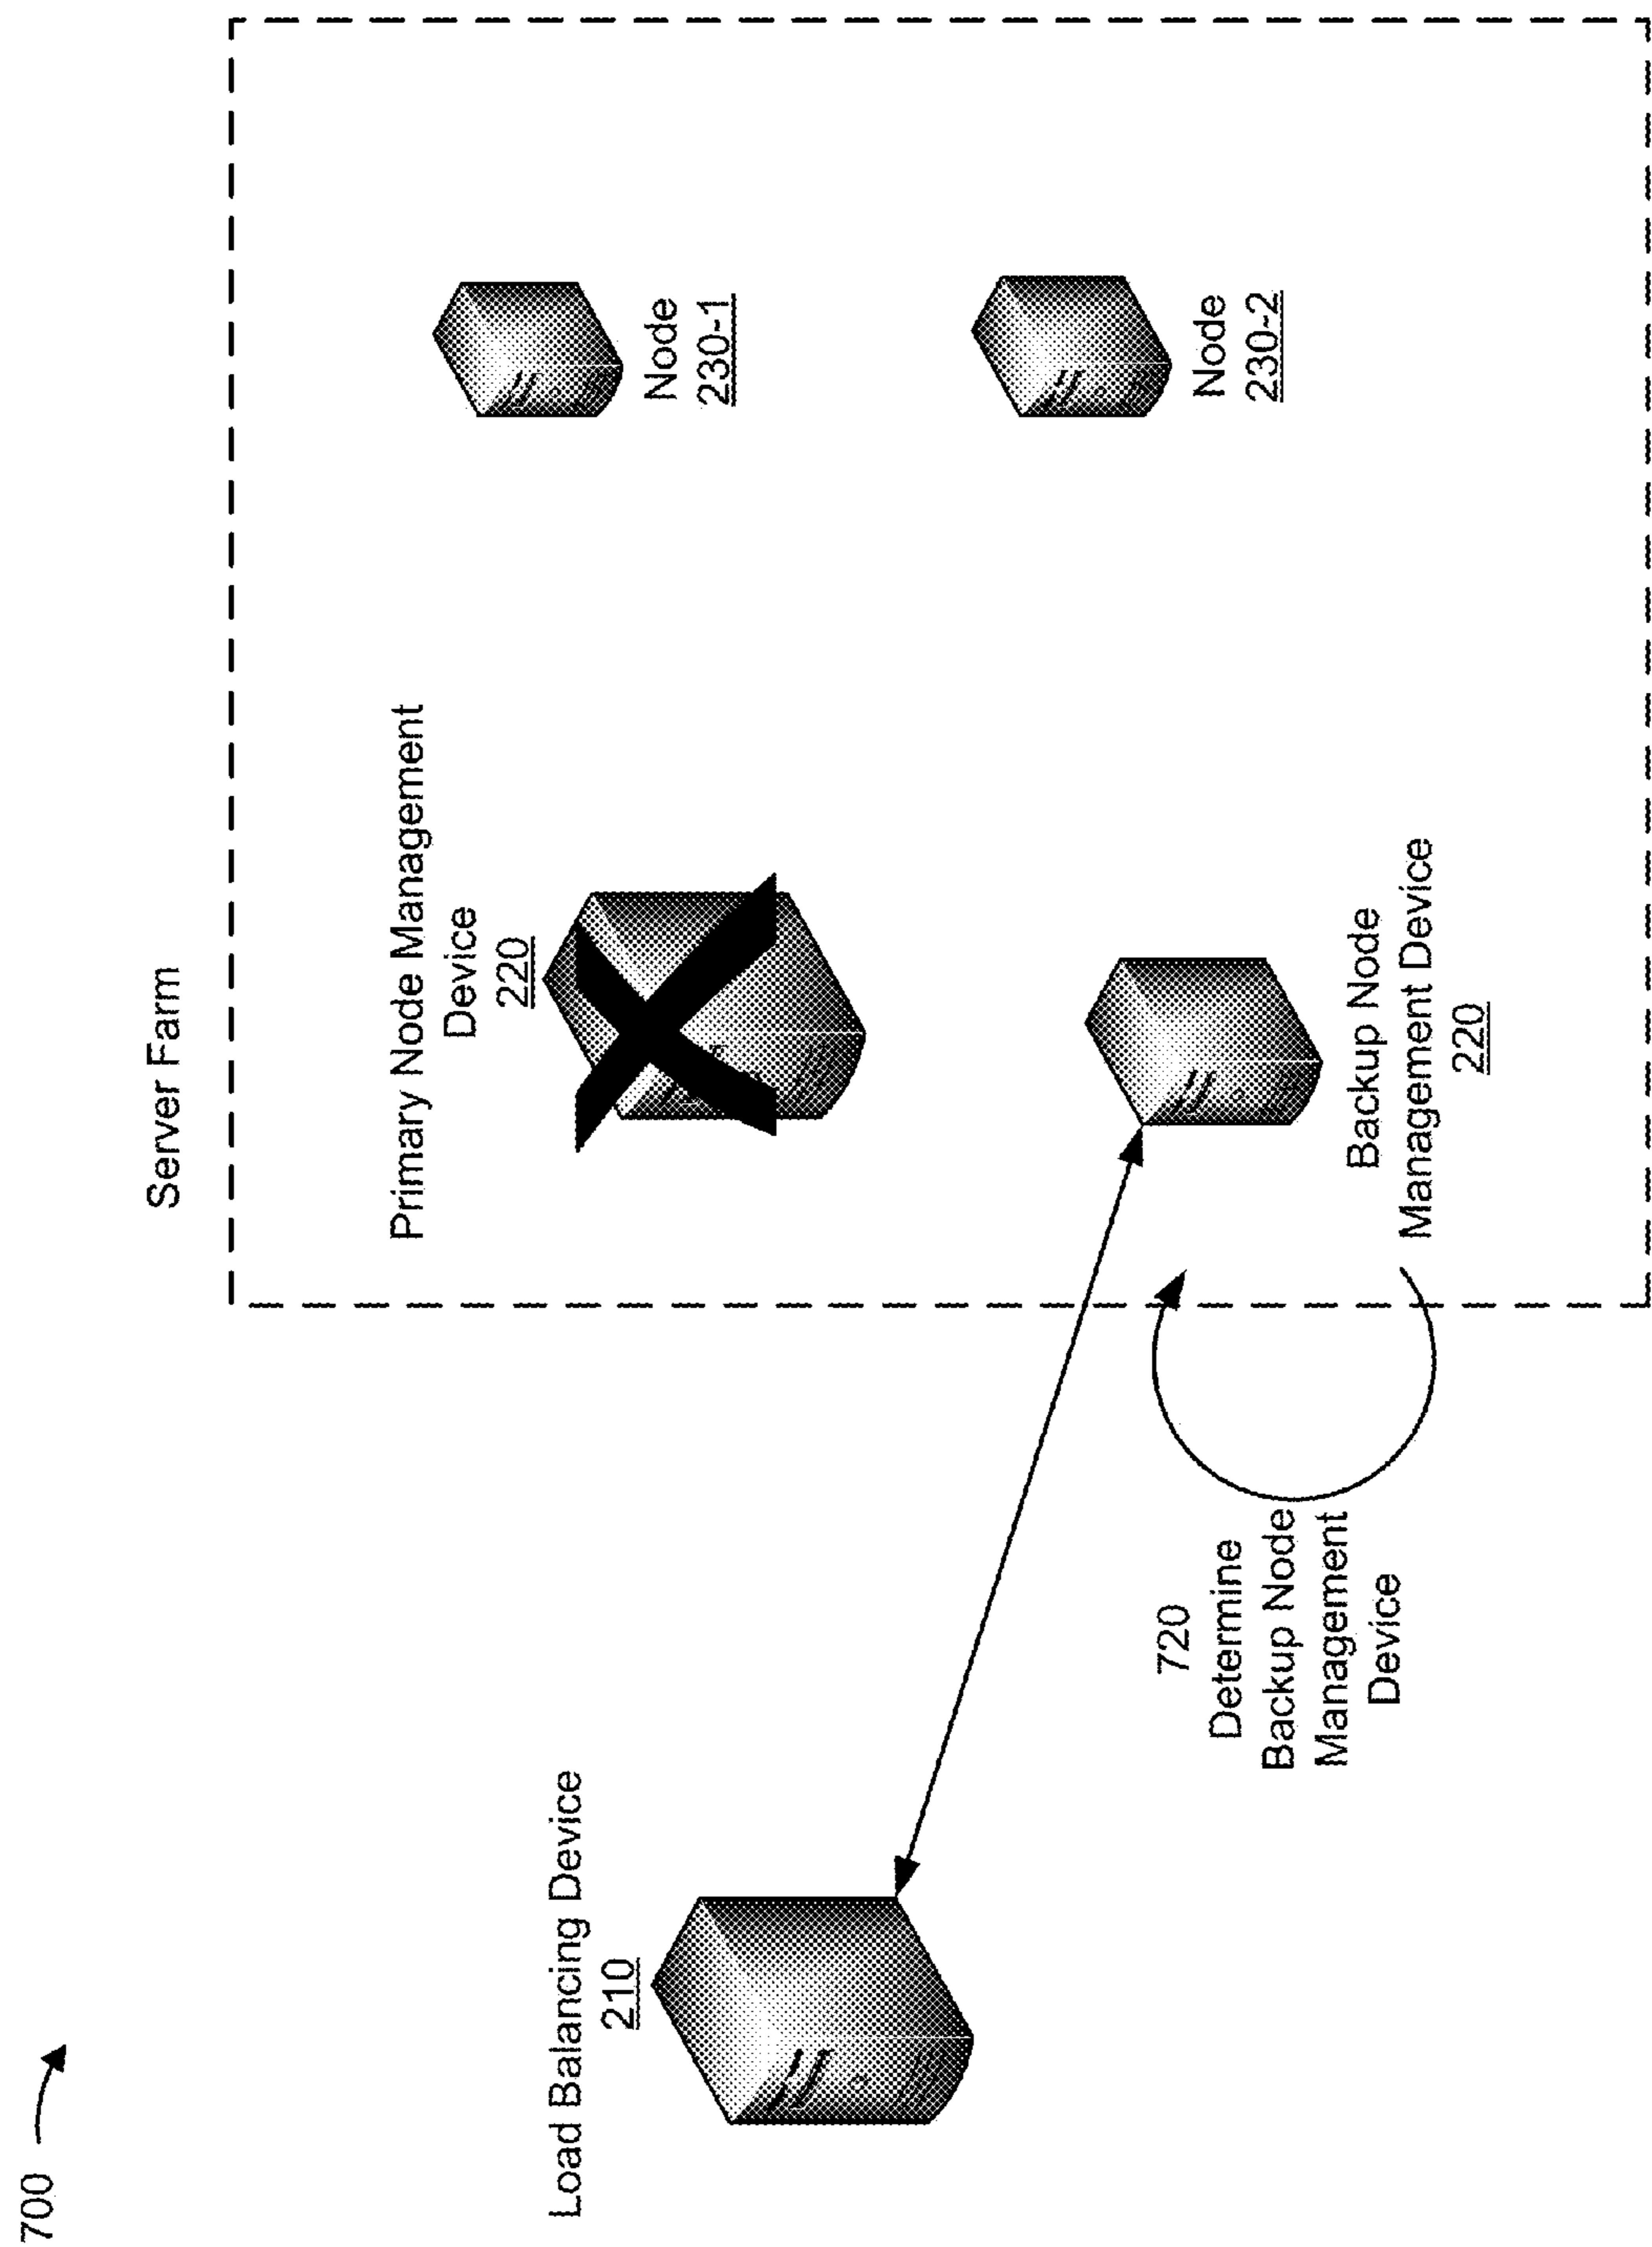 700
Server Farm
Load Balancing Device
210
Primary Node Management
Device
220
Node
230-1
720
Determine
Backup Node
Management
Device
Backup Node
Management Device
220
Node
230-2